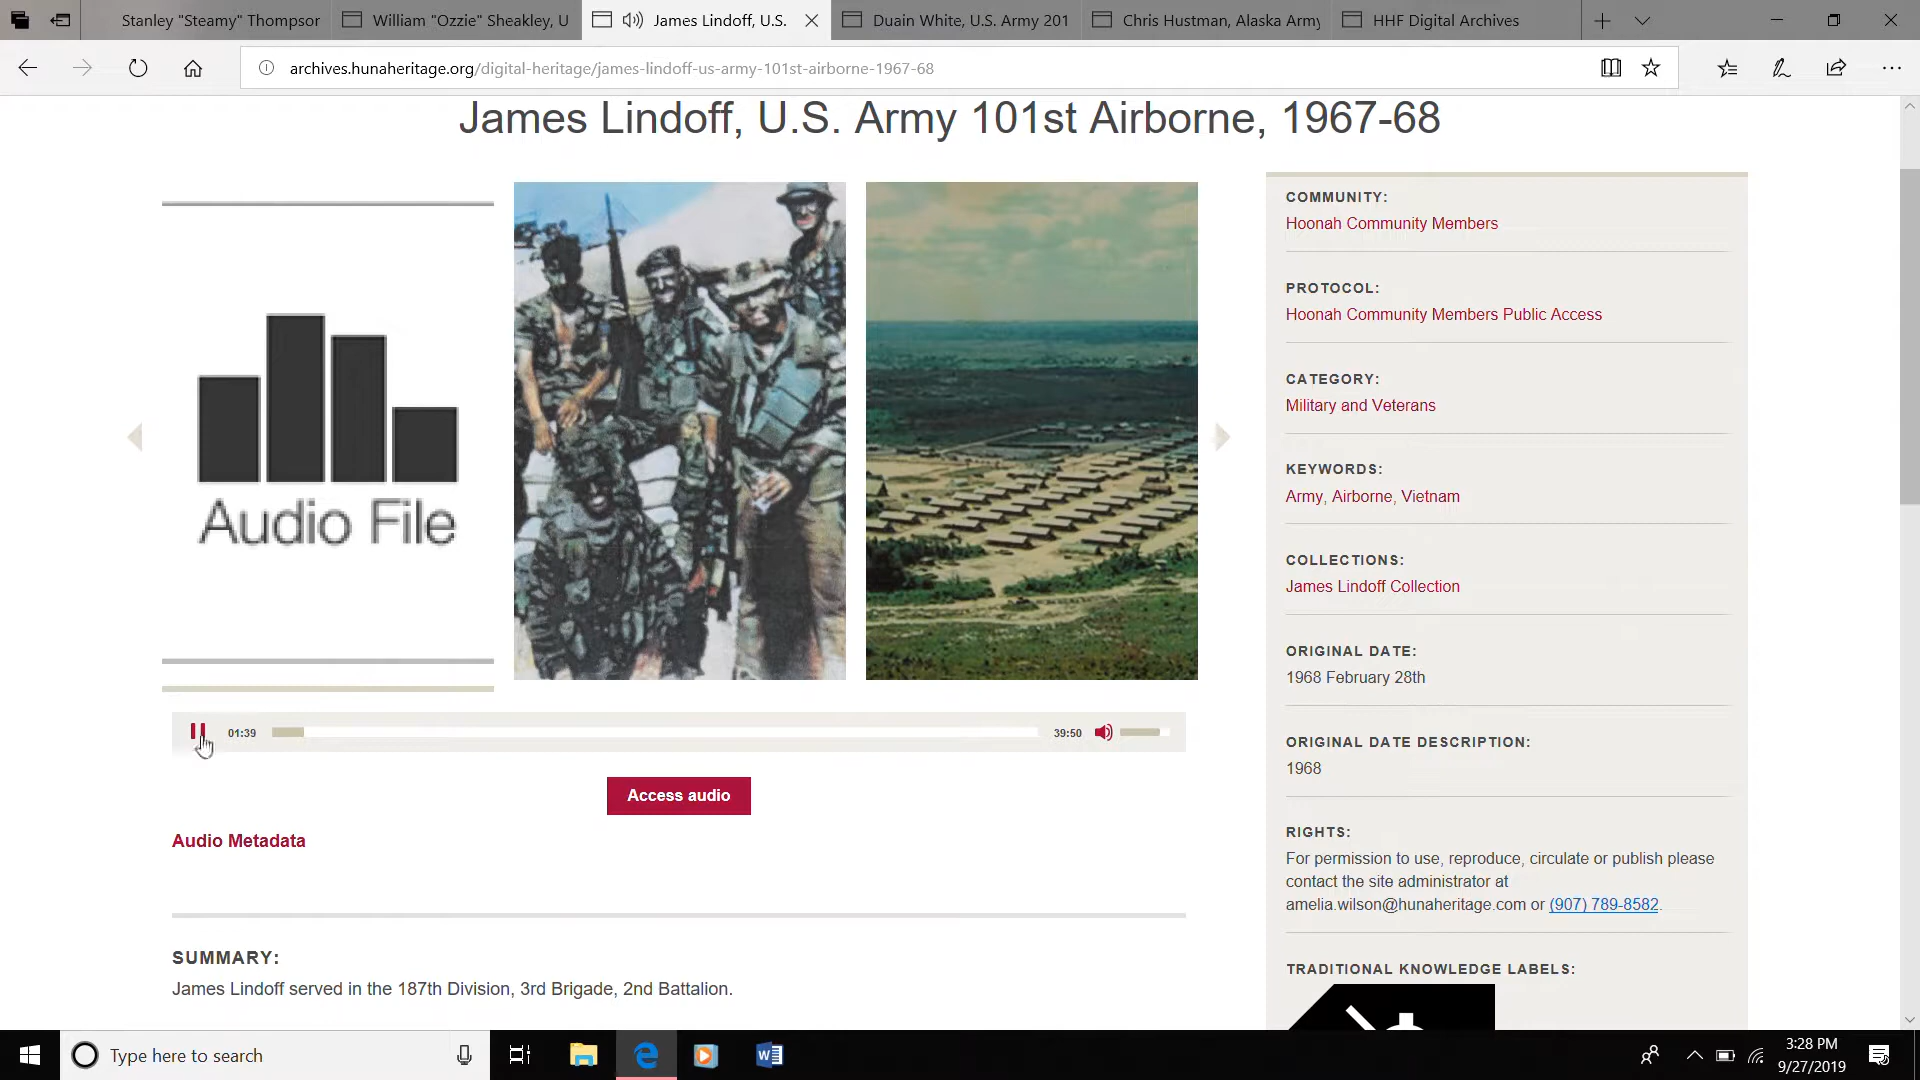 Stanley "Steamy" Thompsor
William "Ozzie" Sheakley, U
James Lindoff, U.S.
Duain White, U.S. Army 201
Chris Hustman, Alaska Army
HHF Digital Archives
archives.hunaheritage.org/digital-heritage/james-lindoff-us-army-101st-airborne-1967-68
James Lindoff, U.S. Army 101st Airborne, 1967-68
Audio File
01:39
39:50
Access audio
Audio Metadata
SUMMARY:
James Lindoff served in the 187th Division, 3rd Brigade, 2nd Battalion.
COMMUNITY:
Hoonah Community Members
PROTOCOL:
Hoonah Community Members Public Access
CATEGORY:
Military and Veterans
KEYWORDS:
Army, Airborne, Vietnam
COLLECTIONS:
James Lindoff Collection
ORIGINAL DATE:
1968 February 28th
ORIGINAL DATE DESCRIPTION:
1968
RIGHTS:
For permission to use, reproduce, circulate or publish please
contact the site administrator at
amelia.wilson@hunaheritage.com or (907) 789-8582.
TRADITIONAL KNOWLEDGE LABELS:
Type here to search
3:28 PM
9/27/2019